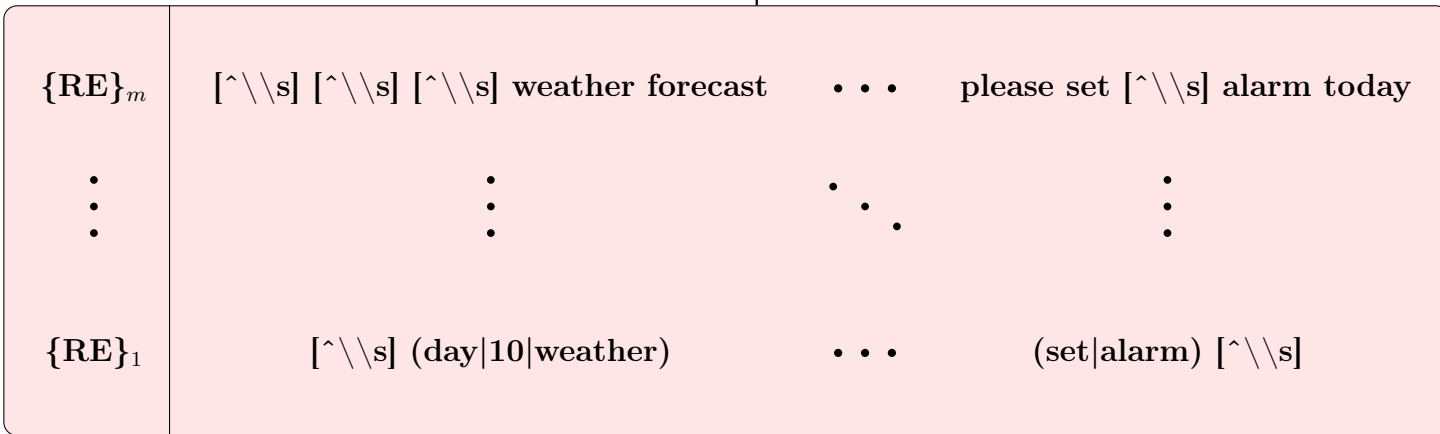 {RE}m [^\\s] [^\\s] [^\\s] weather forecast ··· please set [^\\s] alarm today
{RE}1 [^\\s] (day|10|weather) ··· (set|alarm) [^\\s]